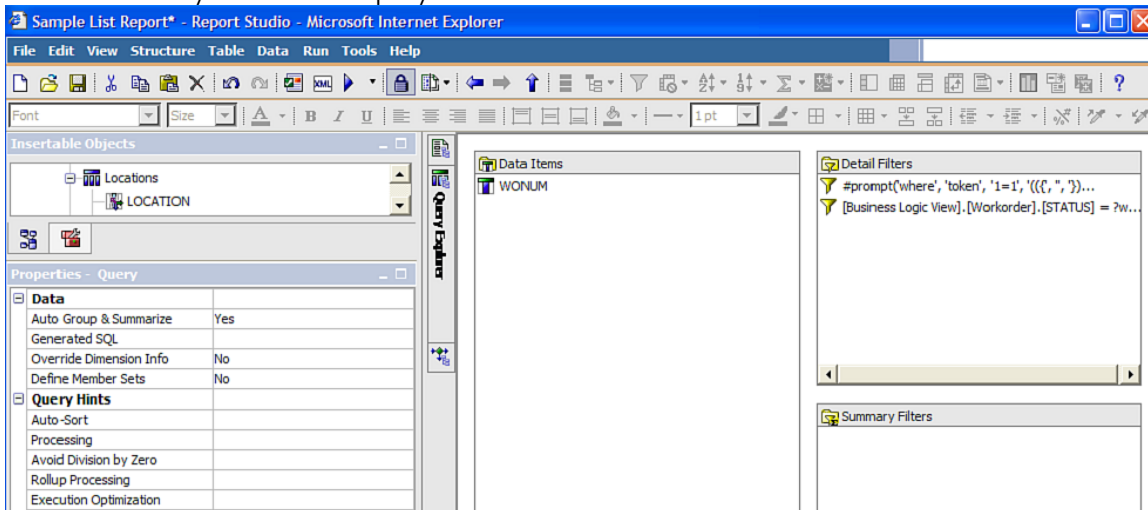 Sample List Report* - Report Studio - Microsoft Internet Explorer
File Edit View Structure Table Data Run Tools Help
XML
Font Size A B I U 1 pt
Insertable Objects
Locations
LOCATION
Properties - Query
Data
Auto Group & Summarize Yes
Generated SQL
Override Dimension Info No
Define Member Sets No
Query Hints
Auto-Sort
Processing
Avoid Division by Zero
Rollup Processing
Execution Optimization
Query Explorer
Data Items
WONUM
Detail Filters
#prompt('where', 'token', '1=1', '(({', '', '})...
[Business Logic View].[Workorder].[STATUS] = ?w...
Summary Filters